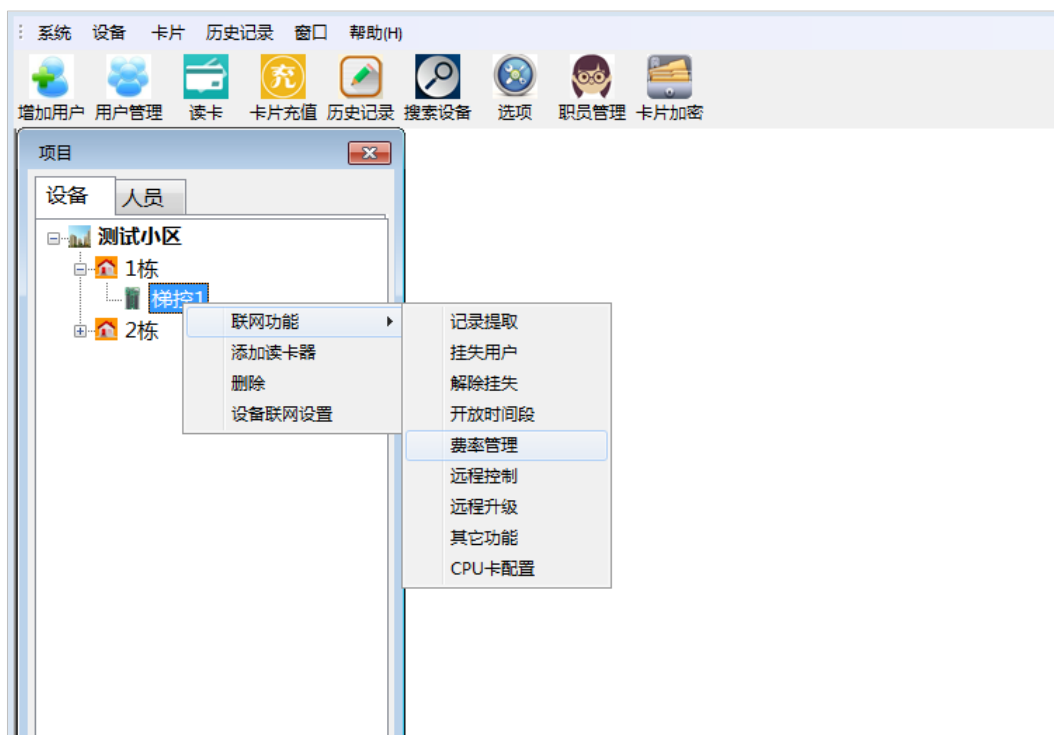 系统 设备 卡片 历史记录 窗口 帮助(H)
充
增加用户 用户管理 读卡 卡片充值 历史记录 搜索设备 选项 职员管理 卡片加密
项目
设备 人员
测试小区
1栋
梯控1
2栋
联网功能
添加读卡器
删除
设备联网设置
记录提取
挂失用户
解除挂失
开放时间段
费率管理
远程控制
远程升级
其它功能
CPU卡配置